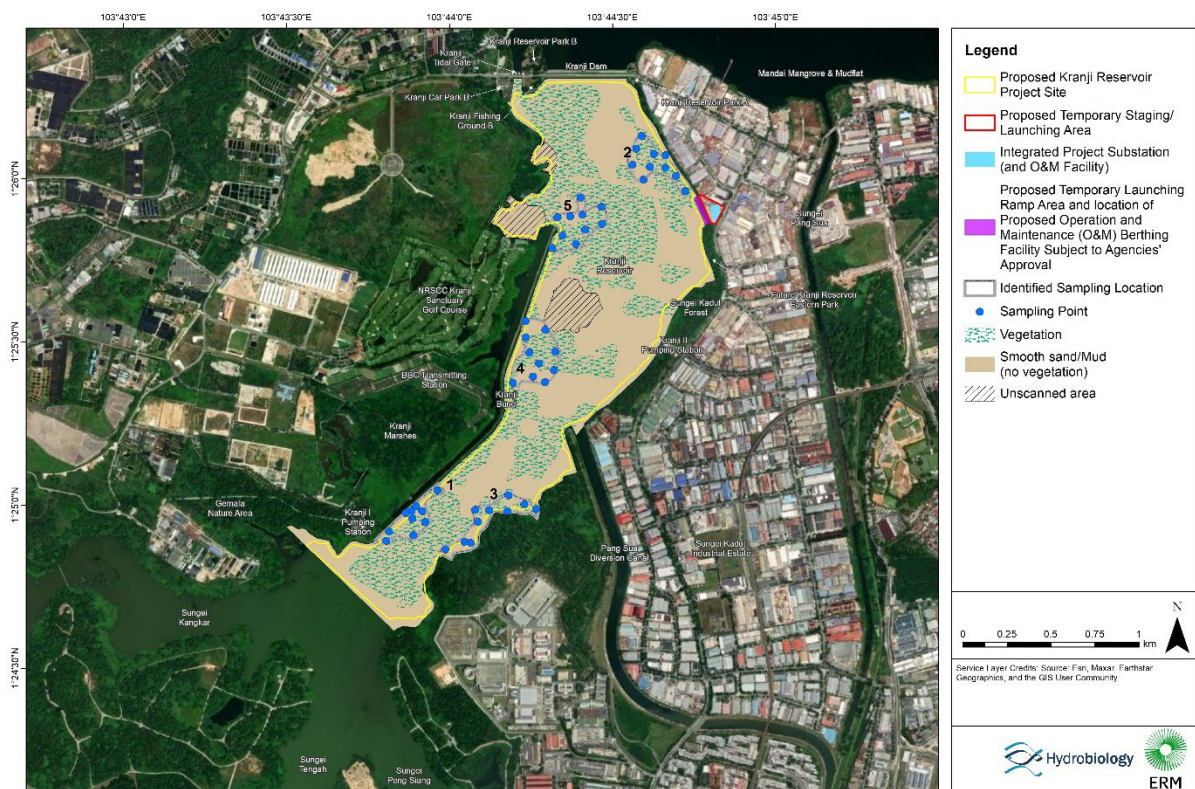 103°43'0"E
103°43'30"E
103°44'0"E
103°44'30"E
103°45'0"E
1°26'0"N
1°25'30"N
1°25'0"N
1°24'30"N
Kranji Reservoir Park B
Kranji
Tidal Gate
Kranji Dam
Mandai Mangrove & Mudflat
Kranji Car Park B
Kranji Reservoir Park A
Kranji Fishing
Ground B
2
5
Sungei
Pang Sua
Kranji
Reservoir
NRSCC Kranji
Sanctuary
Golf Course
Sungei Kadut
Forest
Future Kranji Reservoir
Eastern Park
Kranji II
Pumping Station
BBC Transmitting
Station
4
Kranji
Bund
Kranji
Marshes
1
3
Gemala
Nature Area
Kranji I
Pumping
Station
Pang Sua
Diversion Canal
Sungei Kadut
Industrial Estate
Sungei
Kangkar
Sungei
Tengah
Sungei
Peng Siang
Legend
Proposed Kranji Reservoir
Project Site
Proposed Temporary Staging/
Launching Area
Integrated Project Substation
(and O&M Facility)
Proposed Temporary Launching
Ramp Area and location of
Proposed Operation and
Maintenance (O&M) Berthing
Facility Subject to Agencies'
Approval
Identified Sampling Location
Sampling Point
Vegetation
Smooth sand/Mud
(no vegetation)
Unscanned area
N
0 0.25 0.5 0.75 1
km
Service Layer Credits: Source: Esri, Maxar, Earthstar
Geographics, and the GIS User Community
Hydrobiology
ERM